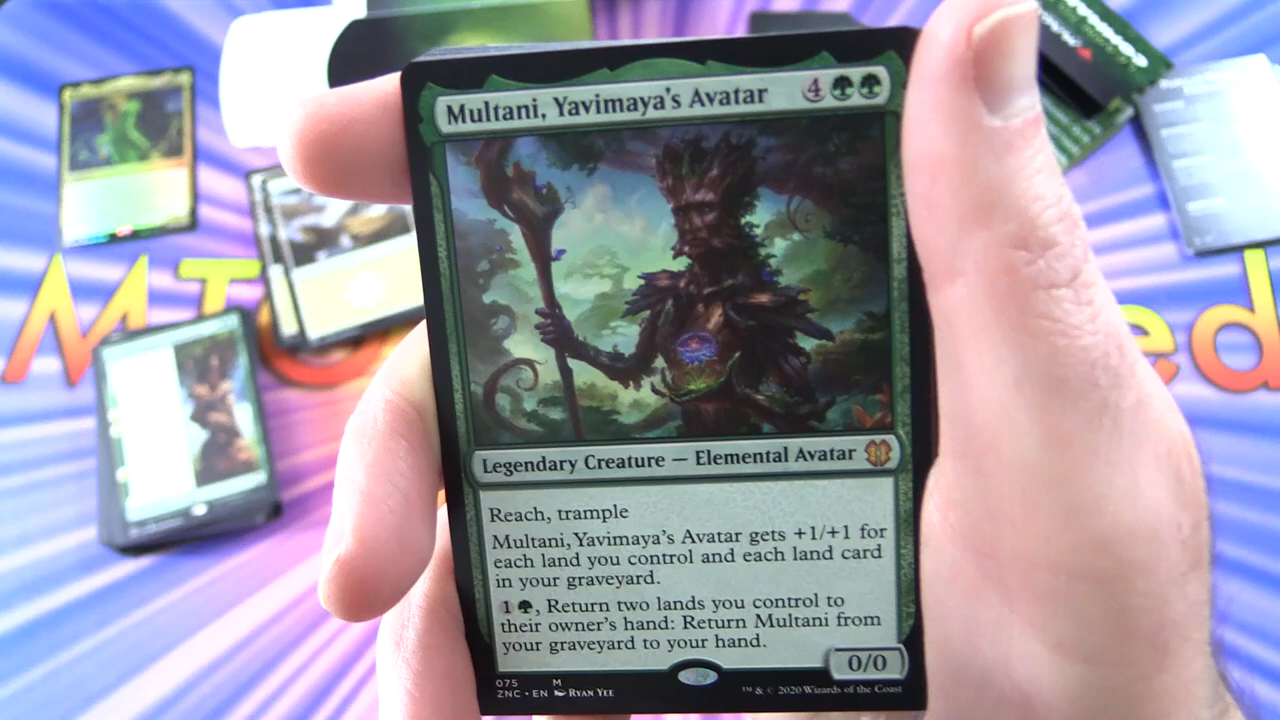 Multani, Yavimaya's Avatar 4
Legendary Creature — Elemental Avatar
Reach, trample
Multani, Yavimaya's Avatar gets +1/+1 for
each land you control and each land card
in your graveyard.
1 , Return two lands you control to
their owner's hand: Return Multani from
your graveyard to your hand.
0/0
075 M
ZNC • EN Ryan Yee
™ & © 2020 Wizards of the Coast
ed